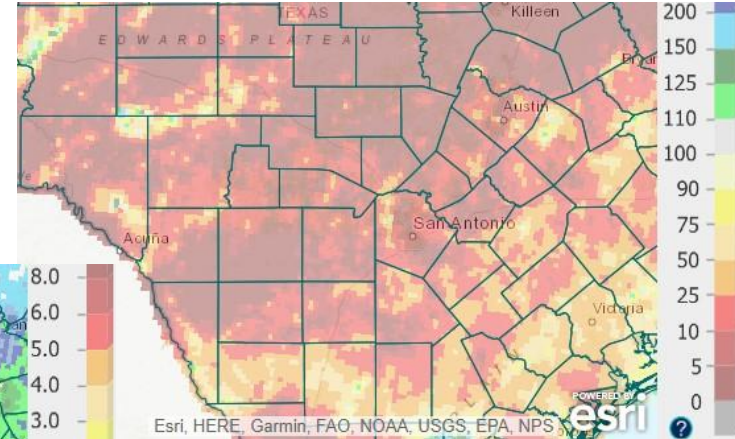 TEXAS
Killeen
EDWARDS PLATEAU
Austin
San Antonio
Acuña
Victoria
200
150
125
110
100
90
75
50
25
10
5
0
8.0
6.0
5.0
4.0
3.0
Esri, HERE, Garmin, FAO, NOAA, USGS, EPA, NPS
POWERED BY
esri
?